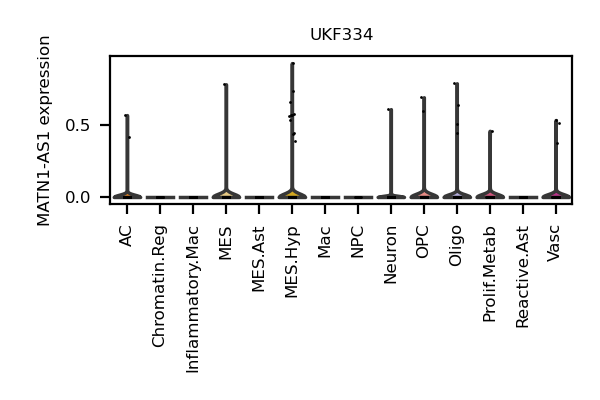 UKF334
MATN1-AS1 expression
0.5
0.0
AC
Chromatin.Reg
Inflammatory.Mac
MES
MES.Ast
MES.Hyp
Mac
NPC
Neuron
OPC
Oligo
Prolif.Metab
Reactive.Ast
Vasc